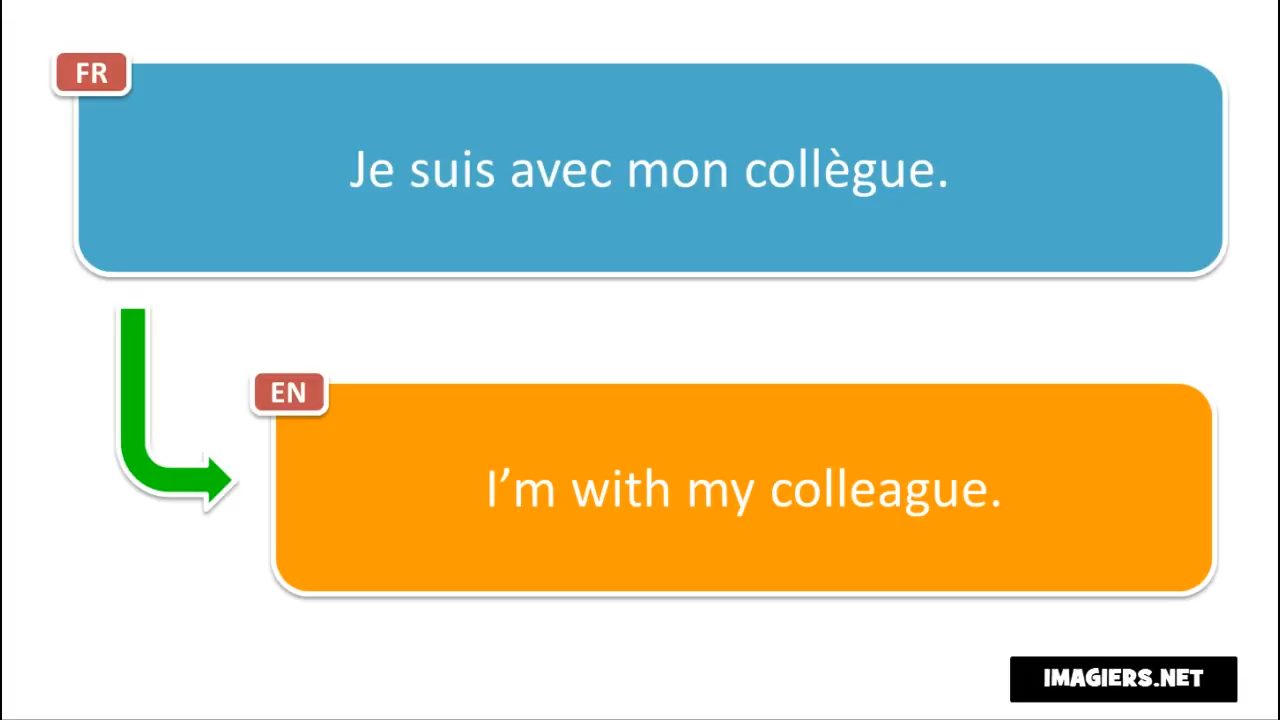 FR
Je suis avec mon collègue.
EN
I’m with my colleague.
IMAGIERS.NET